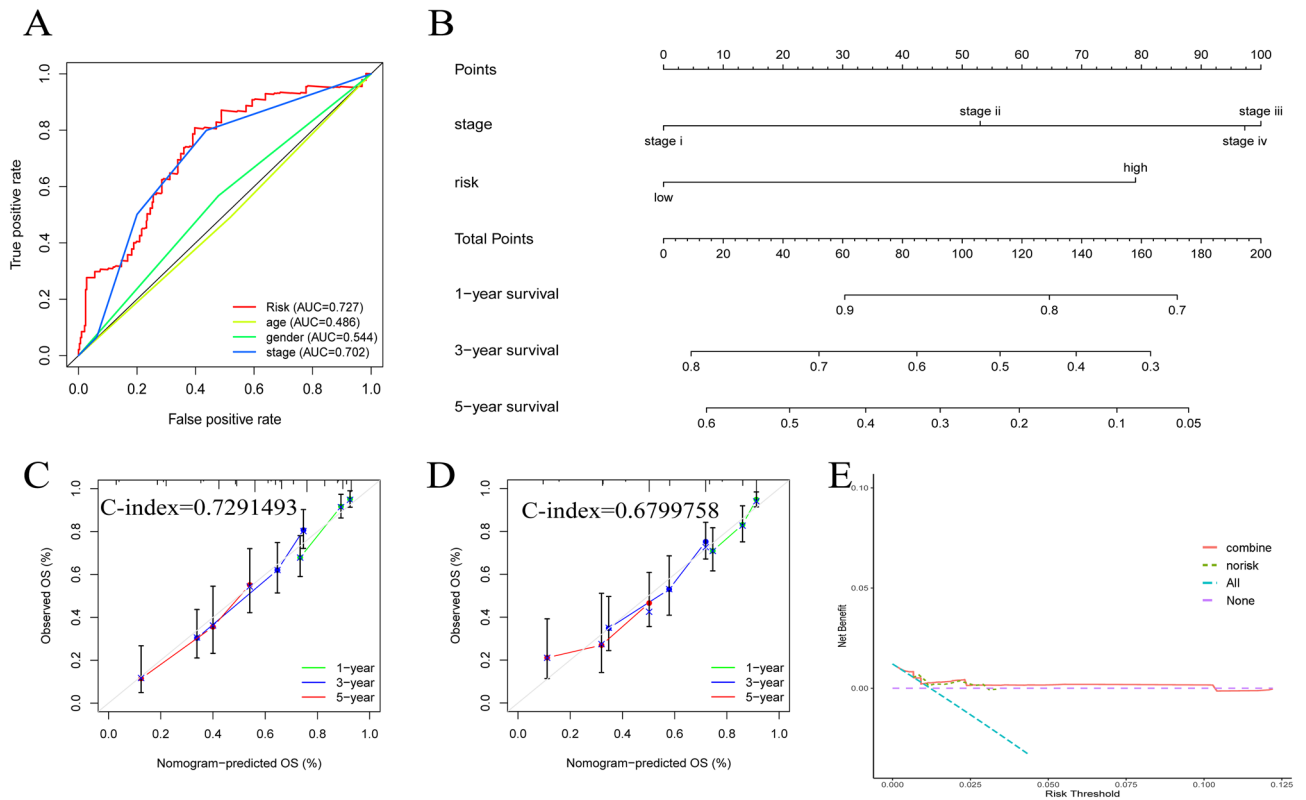 A
1.0
0.8
0.6
0.4
0.2
0.0
True positive rate
Risk (AUC=0.727)
age (AUC=0.486)
gender (AUC=0.544)
stage (AUC=0.702)
0.0 0.2 0.4 0.6 0.8 1.0
False positive rate
B
0 10 20 30 40 50 60 70 80 90 100
Points
stage ii stage iii
stage
stage i stage iv
high
risk
low
Total Points
0 20 40 60 80 100 120 140 160 180 200
1−year survival
0.9 0.8 0.7
3−year survival
0.8 0.7 0.6 0.5 0.4 0.3
5−year survival
0.6 0.5 0.4 0.3 0.2 0.1 0.05
C
C-index=0.7291493
1.0
0.8
0.6
0.4
0.2
0.0
Observed OS (%)
1−year
3−year
5−year
0.0 0.2 0.4 0.6 0.8 1.0
Nomogram−predicted OS (%)
D
C-index=0.6799758
1.0
0.8
0.6
0.4
0.2
0.0
Observed OS (%)
1−year
3−year
5−year
0.0 0.2 0.4 0.6 0.8 1.0
Nomogram−predicted OS (%)
E
0.10
0.05
0.00
Net Benefit
combine
norisk
All
None
0.000 0.025 0.050 0.075 0.100 0.125
Risk Threshold